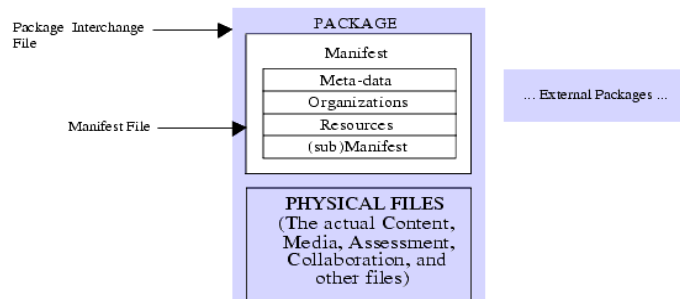 Package Interchange
File
PACKAGE
Manifest
Meta-data
Organizations
Resources
(sub)Manifest
Manifest File
... External Packages ...
PHYSICAL FILES
(The actual Content,
Media, Assessment,
Collaboration, and
other files)